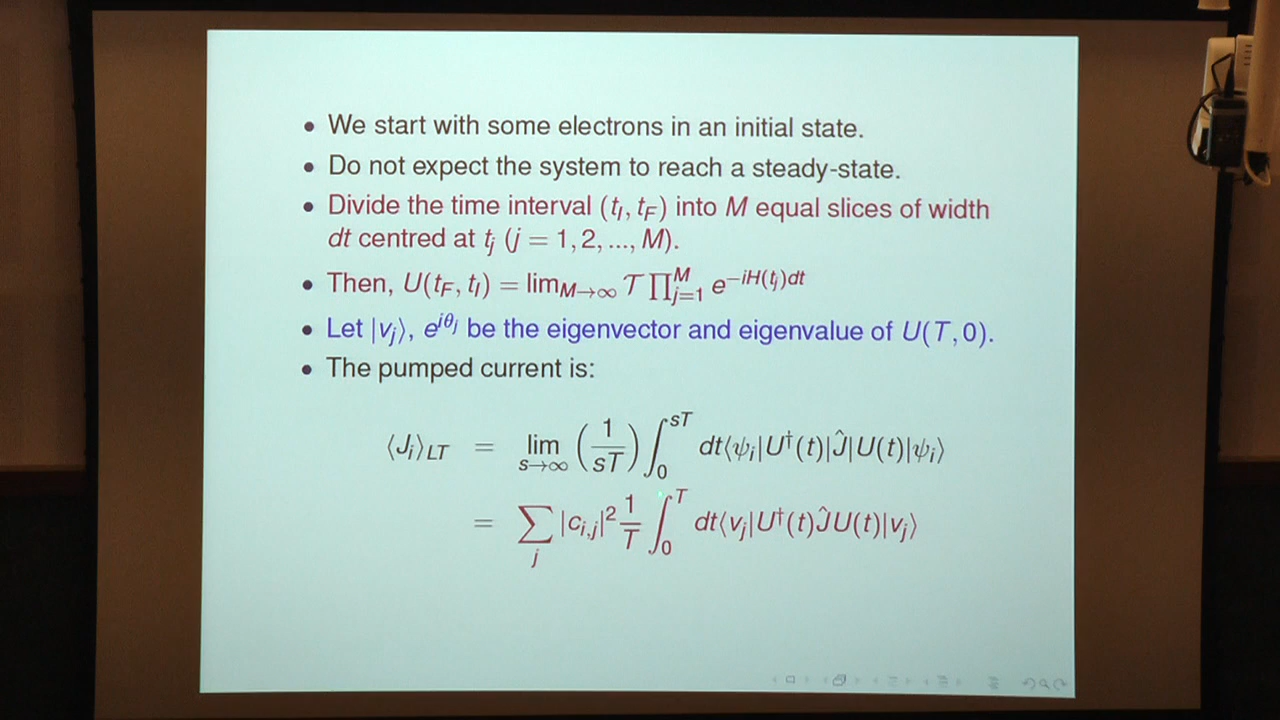 • We start with some electrons in an initial state.
• Do not expect the system to reach a steady-state.
• Divide the time interval (t_I, t_F) into M equal slices of width
dt centred at t_j (j = 1, 2, ..., M).
• Then, U(t_F, t_I) = lim_{M→∞} 𝒯 ∏_{j=1}^{M} e^{−iH(t_j)dt}
• Let |v_j⟩, e^{iθ_j} be the eigenvector and eigenvalue of U(T, 0).
• The pumped current is:
⟨J_i⟩_{LT} = lim_{s→∞} (1/sT) ∫_0^{sT} dt⟨ψ_i|U†(t)|Ĵ|U(t)|ψ_i⟩
= ∑_j |c_{i,j}|² 1/T ∫_0^T dt⟨v_j|U†(t)ĴU(t)|v_j⟩